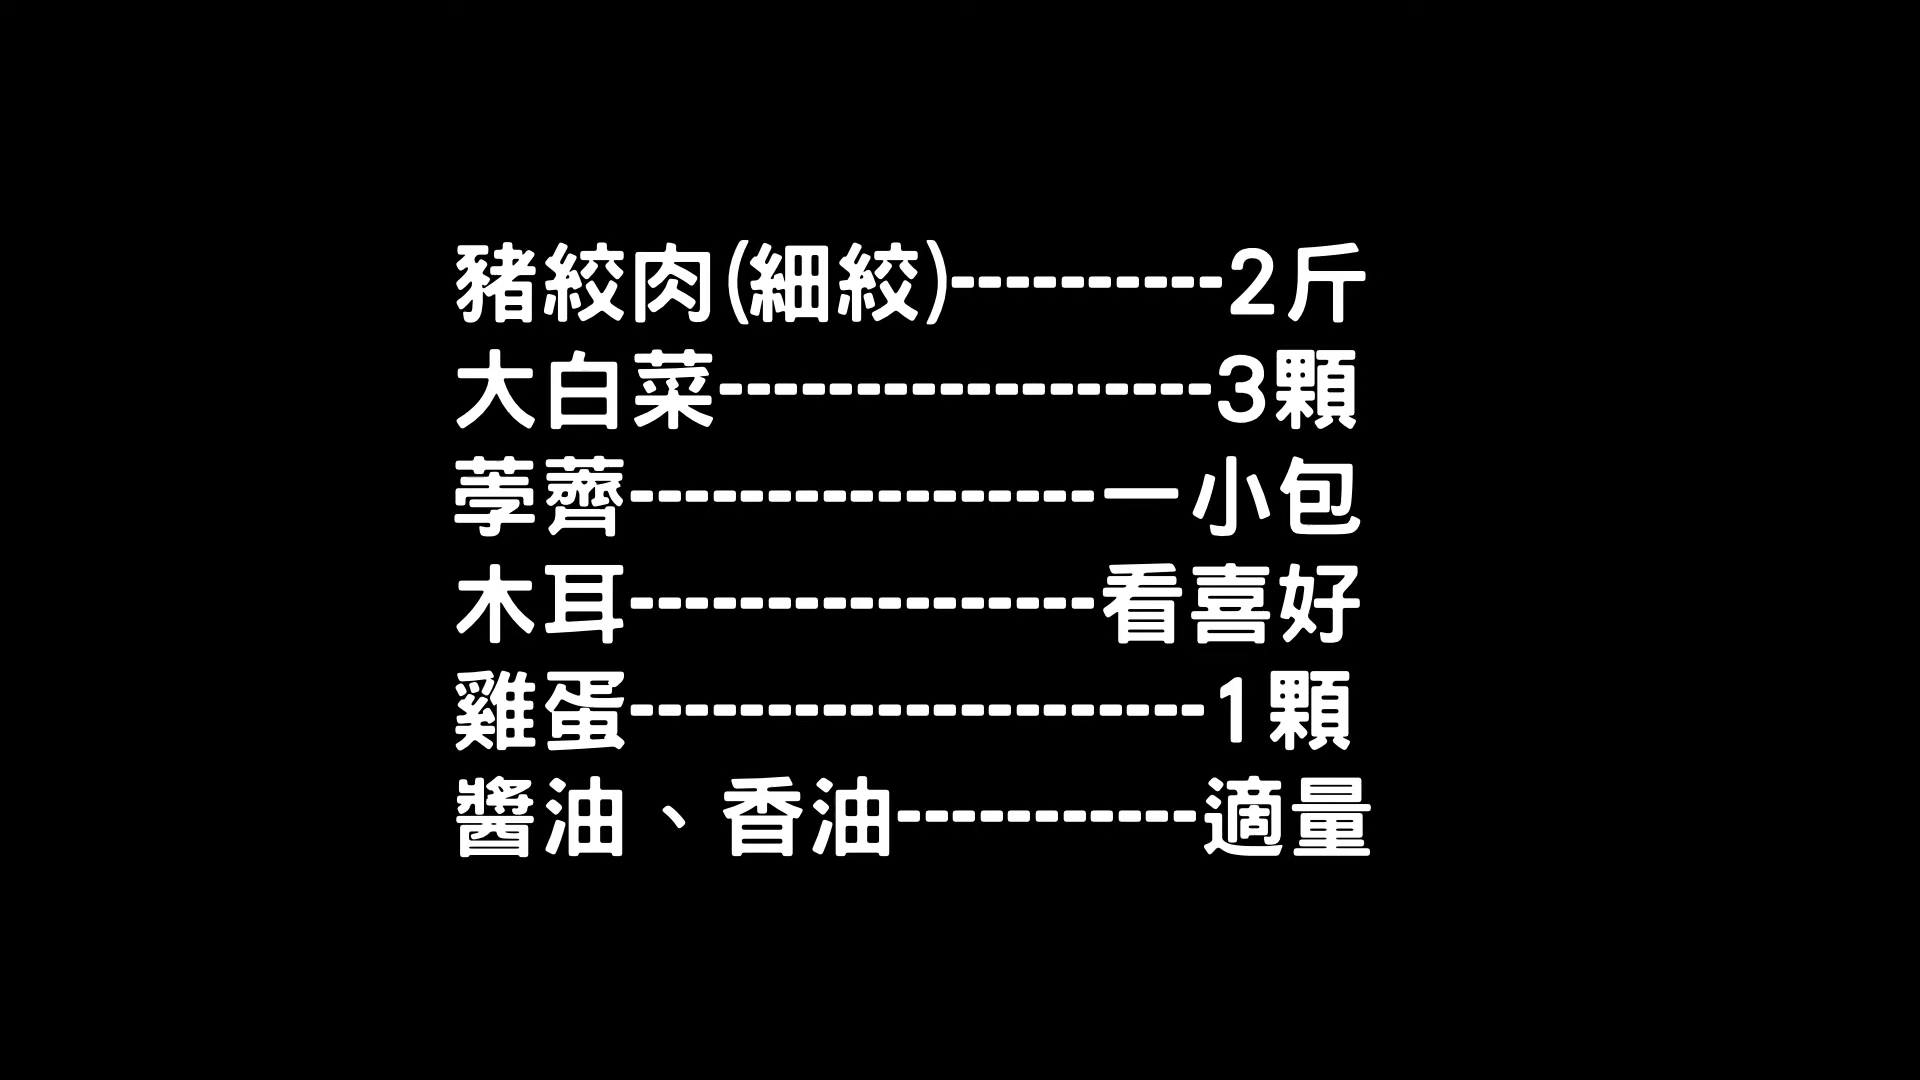 豬絞肉(細絞)----------2斤
大白菜------------------3顆
荸薺-----------------一小包
木耳-----------------看喜好
雞蛋---------------------1顆
醬油、香油-----------適量